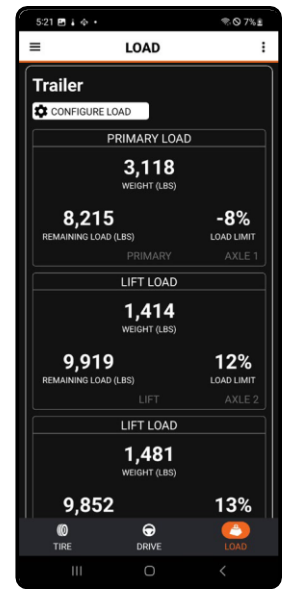 5:21 7%
LOAD
Trailer
CONFIGURE LOAD
PRIMARY LOAD
3,118
WEIGHT (LBS)
8,215 -8%
REMAINING LOAD (LBS) LOAD LIMIT
PRIMARY AXLE 1
LIFT LOAD
1,414
WEIGHT (LBS)
9,919 12%
REMAINING LOAD (LBS) LOAD LIMIT
LIFT AXLE 2
LIFT LOAD
1,481
WEIGHT (LBS)
9,852 13%
TIRE DRIVE LOAD